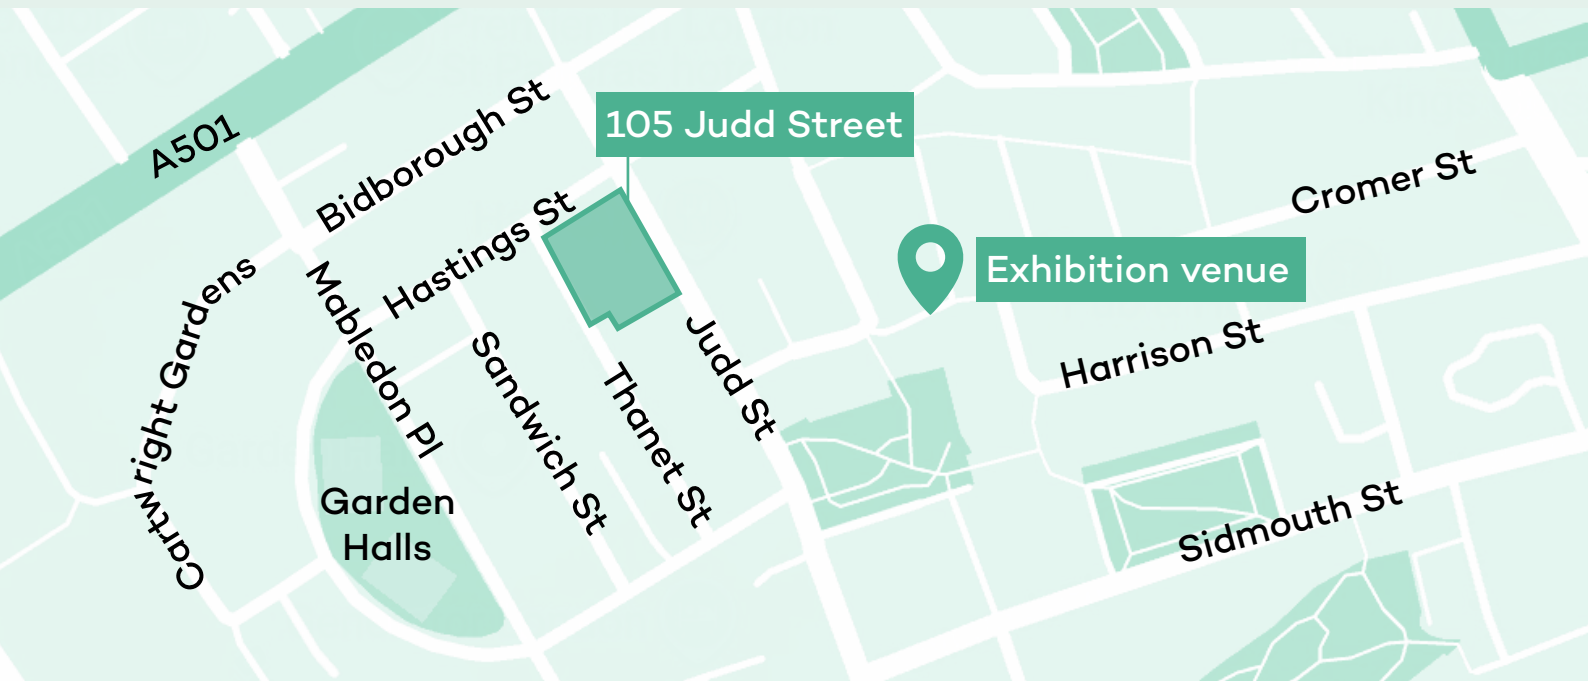 A501
Bidborough St
105 Judd Street
Cromer St
Hastings St
Exhibition venue
Cartwright Gardens
Mabledon Pl
Sandwich St
Thanet St
Judd St
Harrison St
Garden
Halls
Sidmouth St